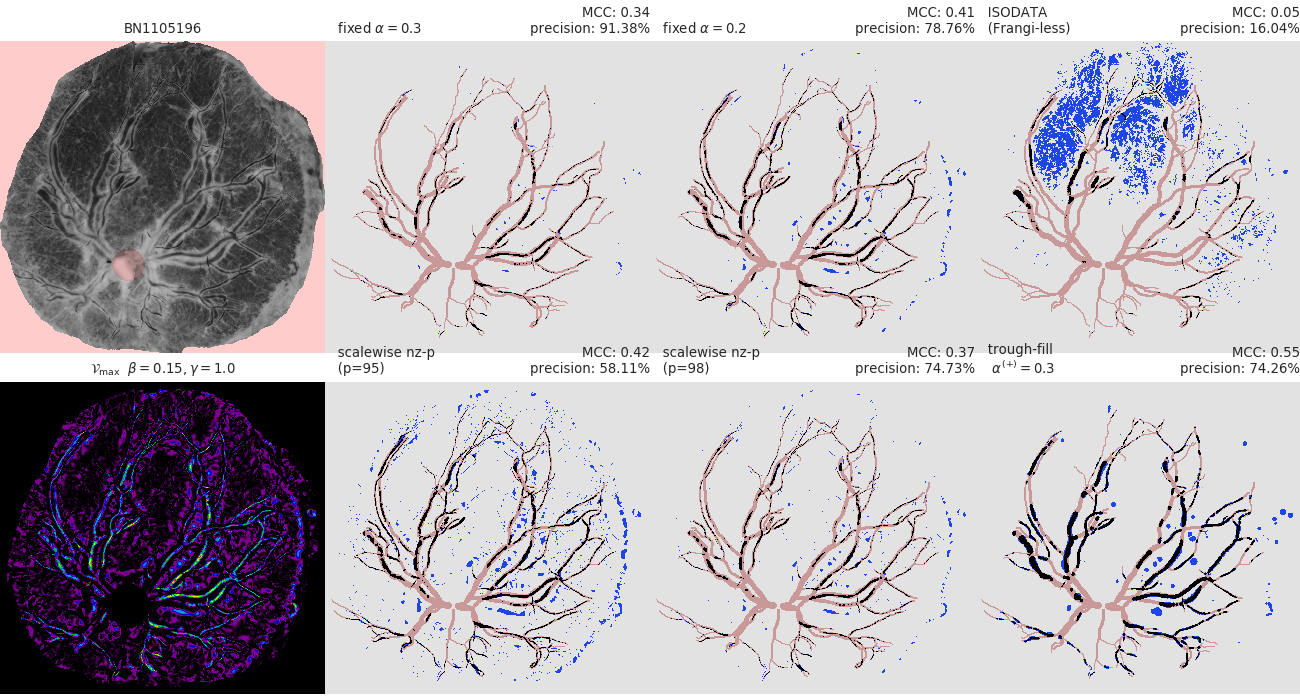 BN1105196
fixed α = 0.3
MCC: 0.34
precision: 91.38%
fixed α = 0.2
MCC: 0.41
precision: 78.76%
ISODATA
(Frangi-less)
MCC: 0.05
precision: 16.04%
𝒱max β = 0.15, γ = 1.0
scalewise nz-p
(p=95)
MCC: 0.42
precision: 58.11%
scalewise nz-p
(p=98)
MCC: 0.37
precision: 74.73%
trough-fill
α(+) = 0.3
MCC: 0.55
precision: 74.26%